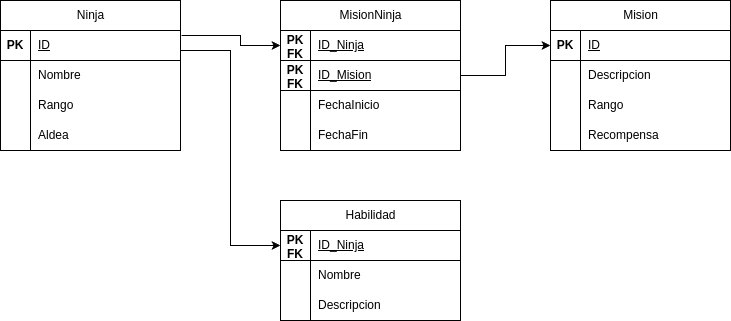 Ninja
PK ID
Nombre
Rango
Aldea
MisionNinja
PK
FK ID_Ninja
PK
FK ID_Mision
FechaInicio
FechaFin
Mision
PK ID
Descripcion
Rango
Recompensa
Habilidad
PK
FK ID_Ninja
Nombre
Descripcion